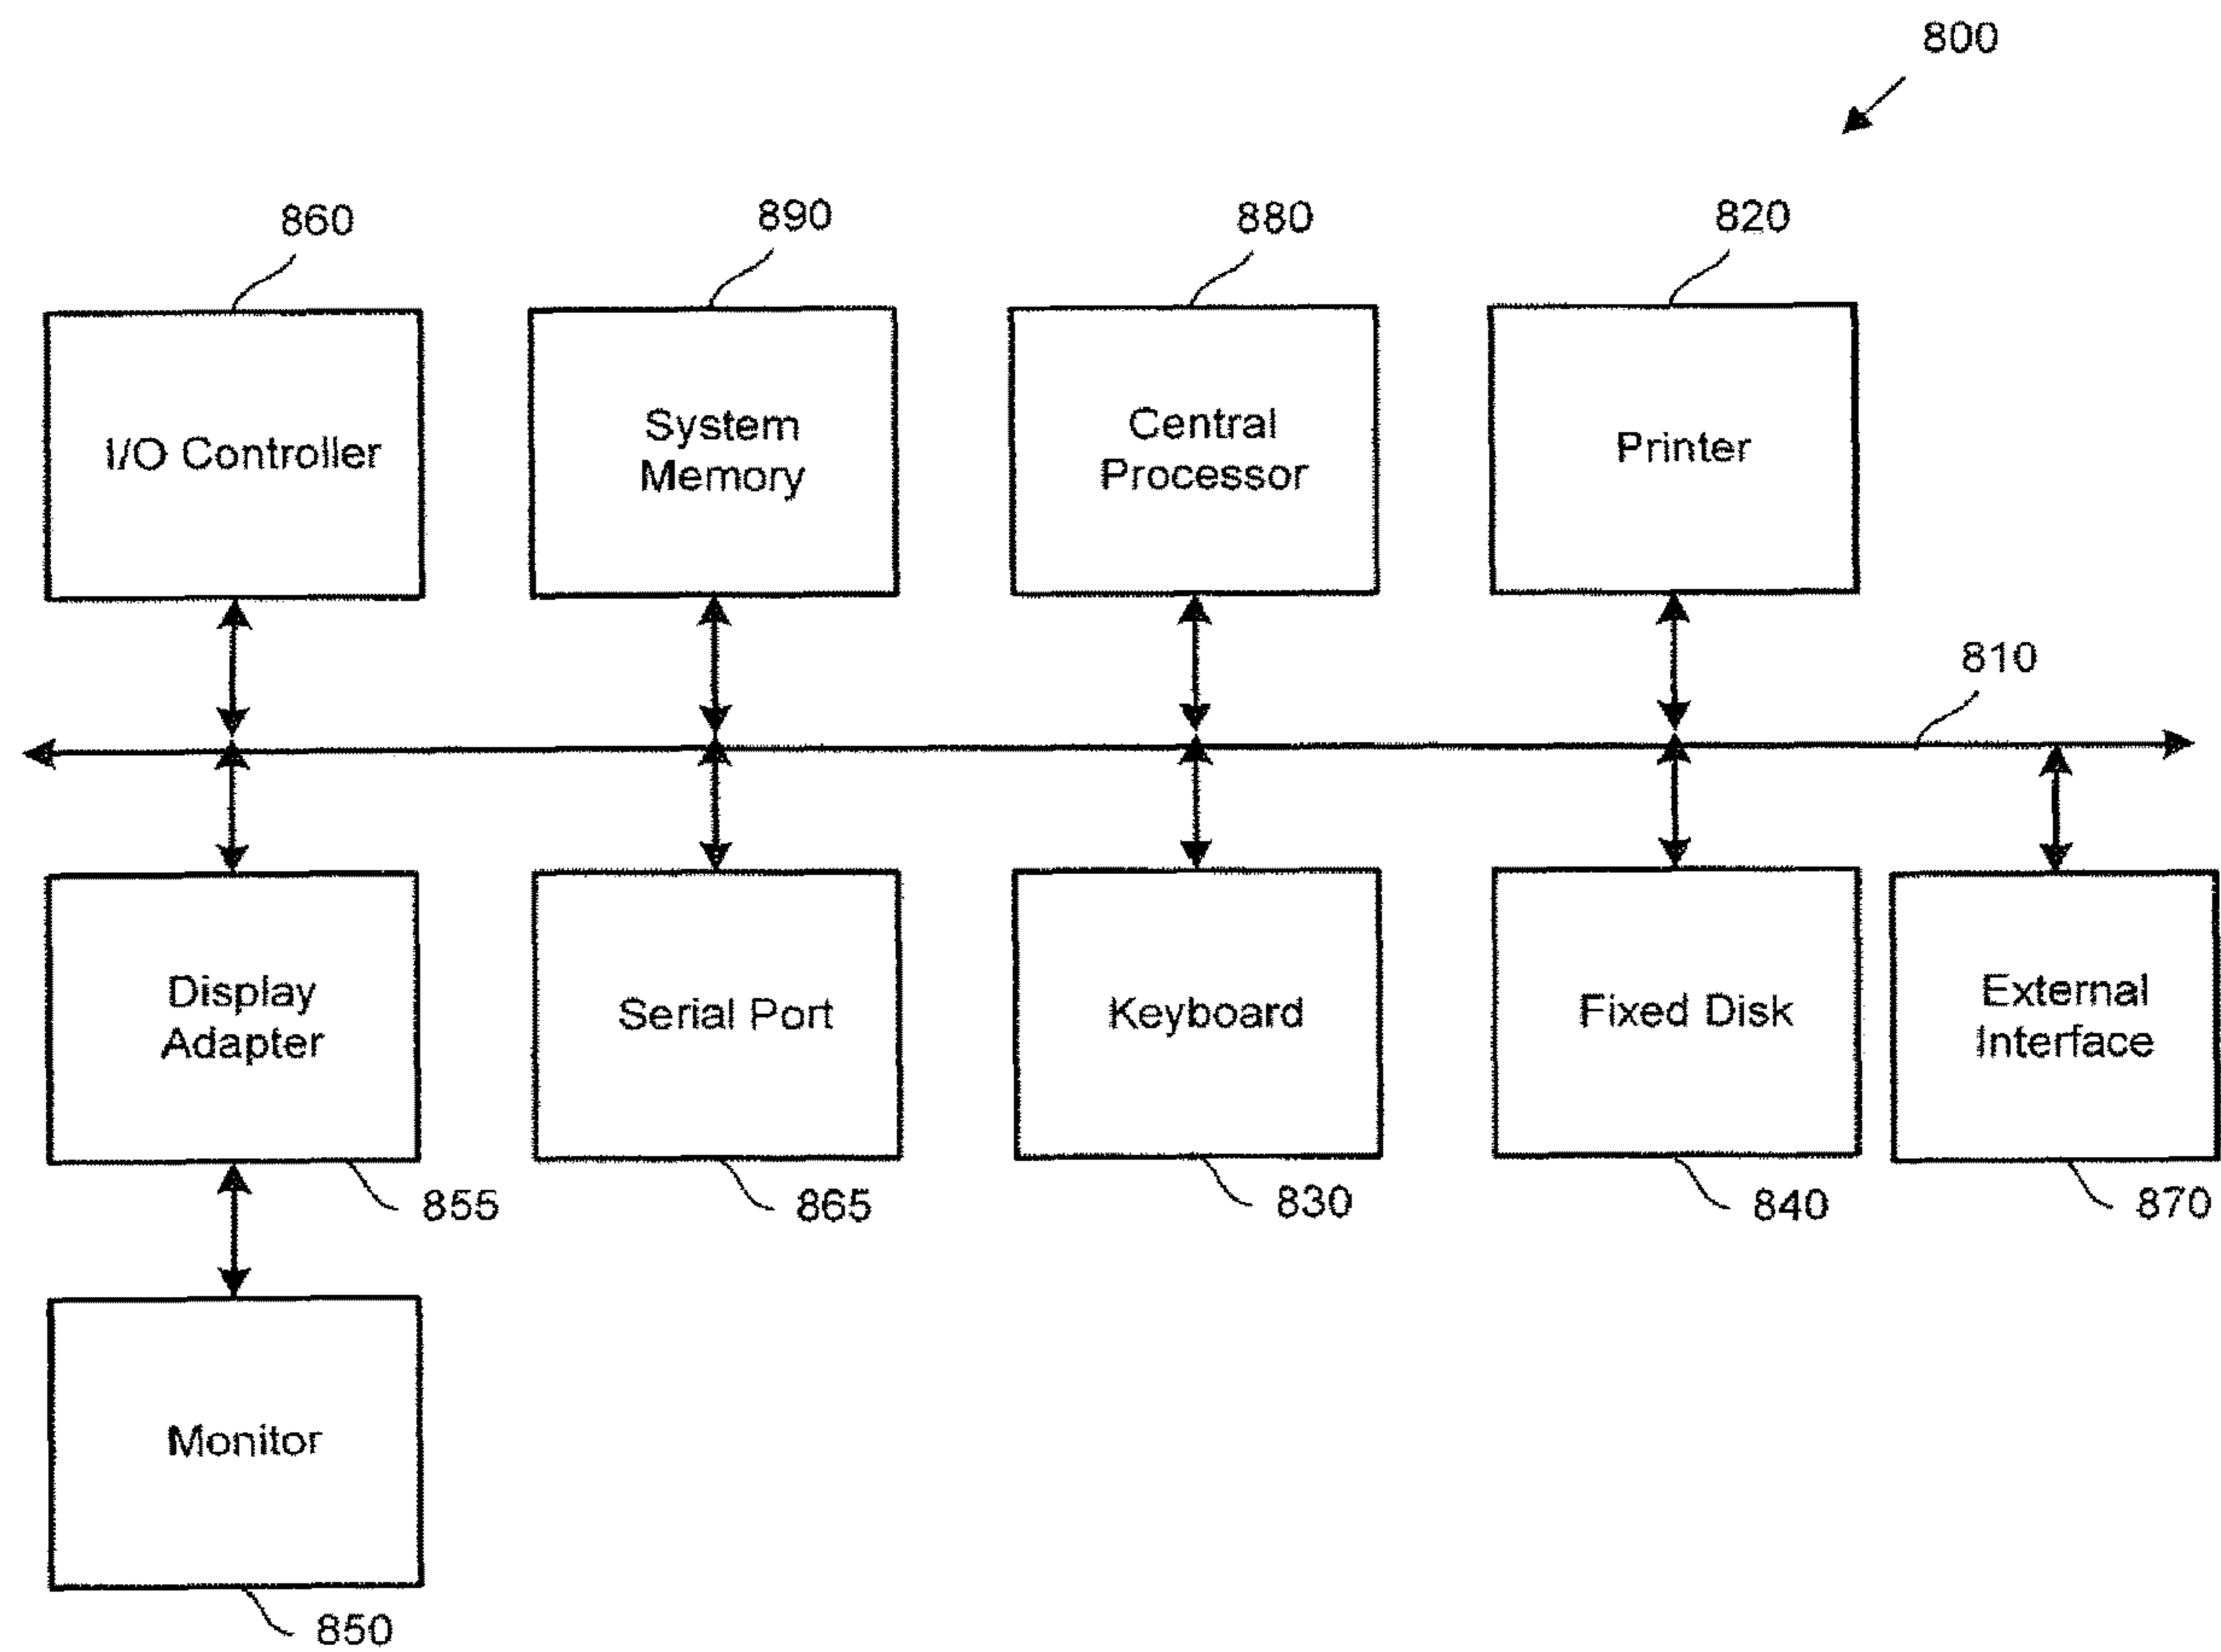 800
860
890
880
820
I/O Controller
System
Memory
Central
Processor
Printer
810
Display
Adapter
Serial Port
Keyboard
Fixed Disk
External
Interface
855
865
830
840
870
Monitor
850